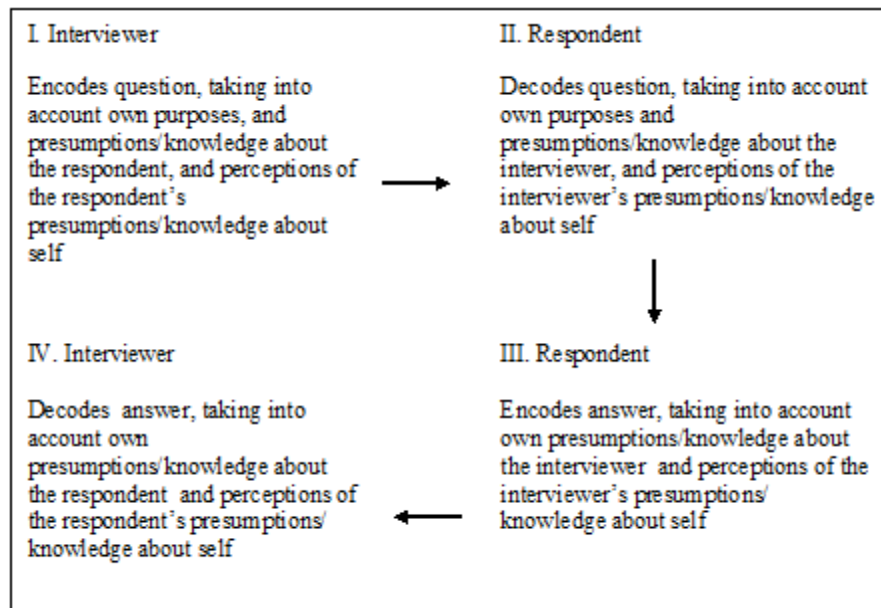 I. Interviewer
Encodes question, taking into
account own purposes, and
presumptions/knowledge about
the respondent, and perceptions of
the respondent's
presumptions/knowledge about
self
II. Respondent
Decodes question, taking into account
own purposes and
presumptions/knowledge about the
interviewer, and perceptions of the
interviewer's presumptions/knowledge
about self
III. Respondent
Encodes answer, taking into account
own presumptions/knowledge about
the interviewer and perceptions of the
interviewer's presumptions/
knowledge about self
IV. Interviewer
Decodes answer, taking into
account own
presumptions/knowledge about
the respondent and perceptions of
the respondent's presumptions/
knowledge about self